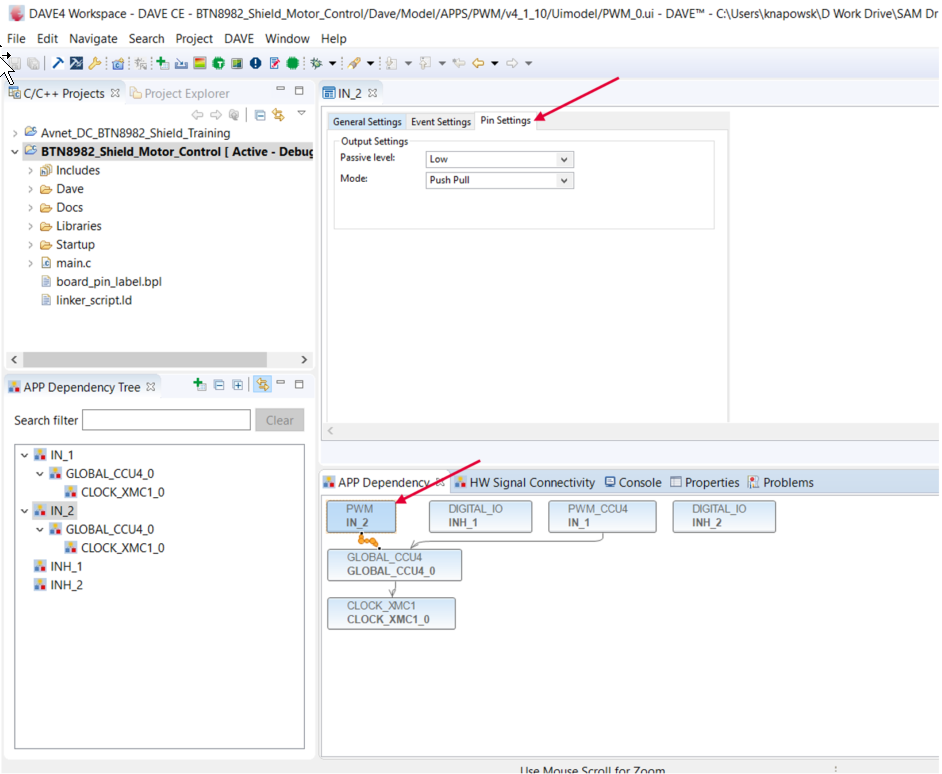 DAVE4 Workspace - DAVE CE - BTN8982_Shield_Motor_Control/Dave/Model/APPS/PWM/v4_1_10/Uimodel/PWM_0.ui - DAVE™ - C:\Users\knapowsk\D Work Drive\SAM Dr
File Edit Navigate Search Project DAVE Window Help
C/C++ Projects Project Explorer
Avnet_DC_BTN8982_Shield_Training
BTN8982_Shield_Motor_Control [ Active - Debug
Includes
Dave
Docs
Libraries
Startup
main.c
board_pin_label.bpl
linker_script.ld
IN_2
General Settings Event Settings Pin Settings
Output Settings
Passive level: Low
Mode: Push Pull
APP Dependency Tree
Search filter Clear
IN_1
GLOBAL_CCU4_0
CLOCK_XMC1_0
IN_2
GLOBAL_CCU4_0
CLOCK_XMC1_0
INH_1
INH_2
APP Dependency HW Signal Connectivity Console Properties Problems
PWM
IN_2
DIGITAL_IO
INH_1
PWM_CCU4
IN_1
DIGITAL_IO
INH_2
GLOBAL_CCU4
GLOBAL_CCU4_0
CLOCK_XMC1
CLOCK_XMC1_0
Use Mouse Scroll for Zoom